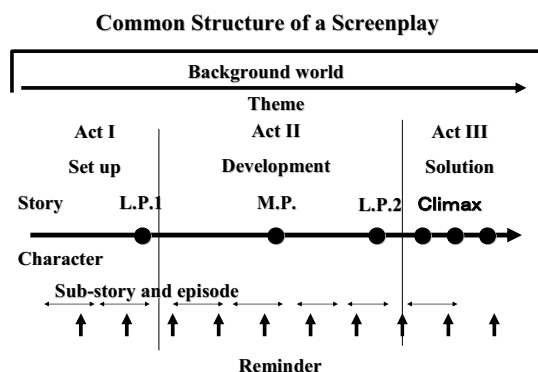 Common Structure of a Screenplay
Background world
Theme
Act I Act II Act III
Set up Development Solution
Story L.P.1 M.P. L.P.2 Climax
Character
Sub-story and episode
Reminder